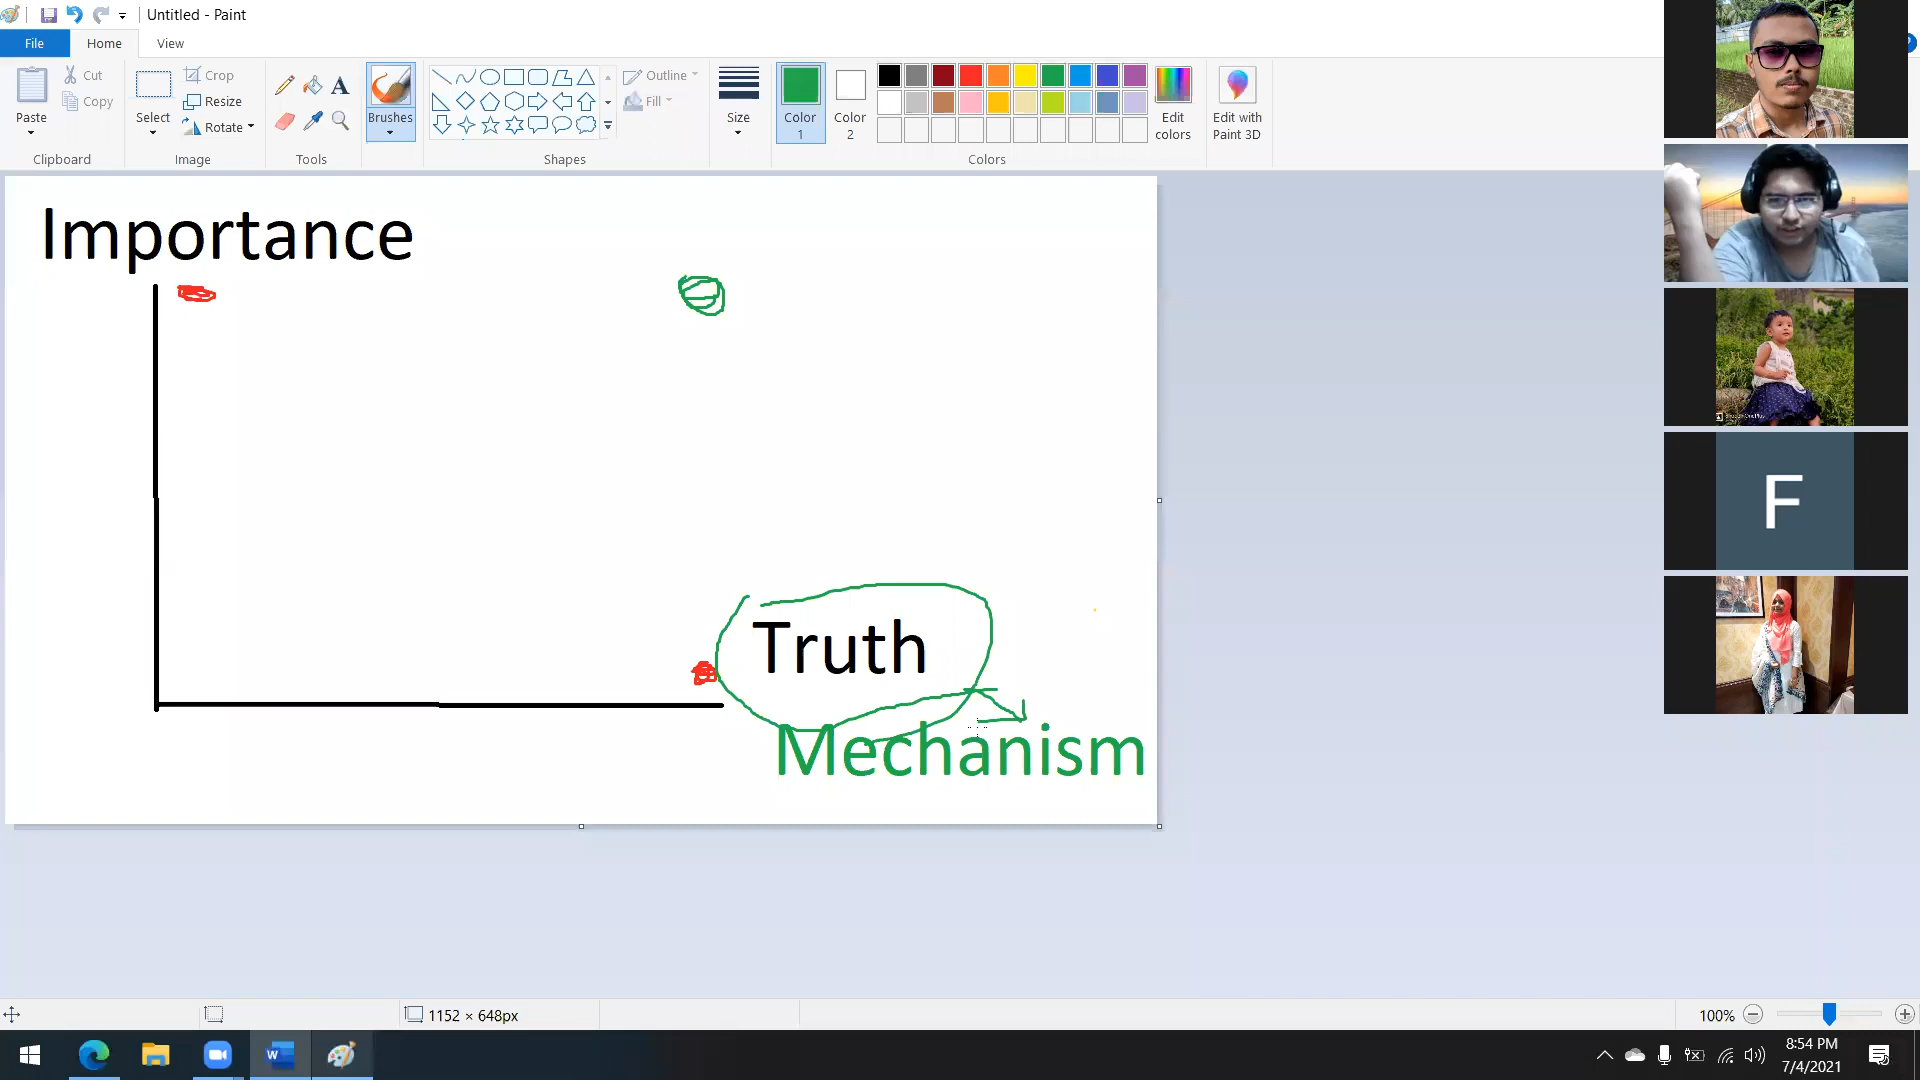 Untitled - Paint
File Home View
Paste
Cut
Copy
Clipboard
Select
Crop
Resize
Rotate
Image
A
Tools
Brushes
Shapes
Outline
Fill
Size
Color 1
Color 2
Edit colors
Edit with Paint 3D
Colors
Importance
Truth
Mechanism
F
1152 × 648px
100%
W
8:54 PM
7/4/2021